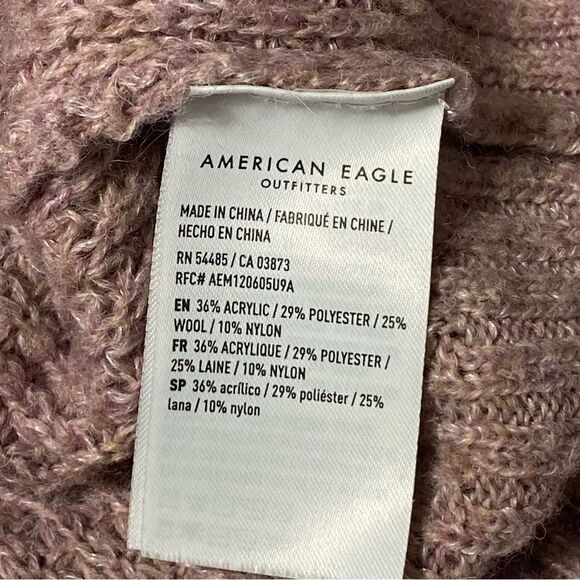 AMERICAN EAGLE
OUTFITTERS
MADE IN CHINA / FABRIQUÉ EN CHINE /
HECHO EN CHINA
RN 54485 / CA 03873
RFC# AEM120605U9A
EN 36% ACRYLIC / 29% POLYESTER / 25%
WOOL / 10% NYLON
FR 36% ACRYLIQUE / 29% POLYESTER /
25% LAINE / 10% NYLON
SP 36% acrílico / 29% poliéster / 25%
lana / 10% nylon